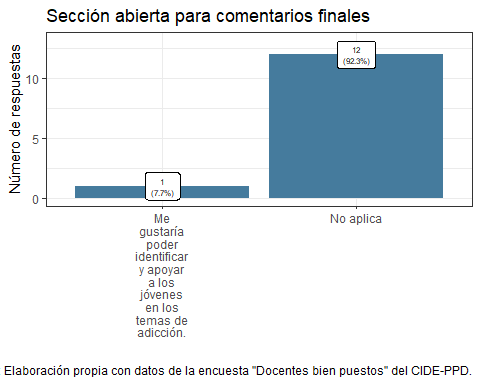 Sección abierta para comentarios finales
Número de respuestas
10
5
0
12
(92.3%)
1
(7.7%)
Me
gustaría
poder
identificar
y apoyar
a los
jóvenes
en los
temas de
adicción.
No aplica
Elaboración propia con datos de la encuesta "Docentes bien puestos" del CIDE-PPD.